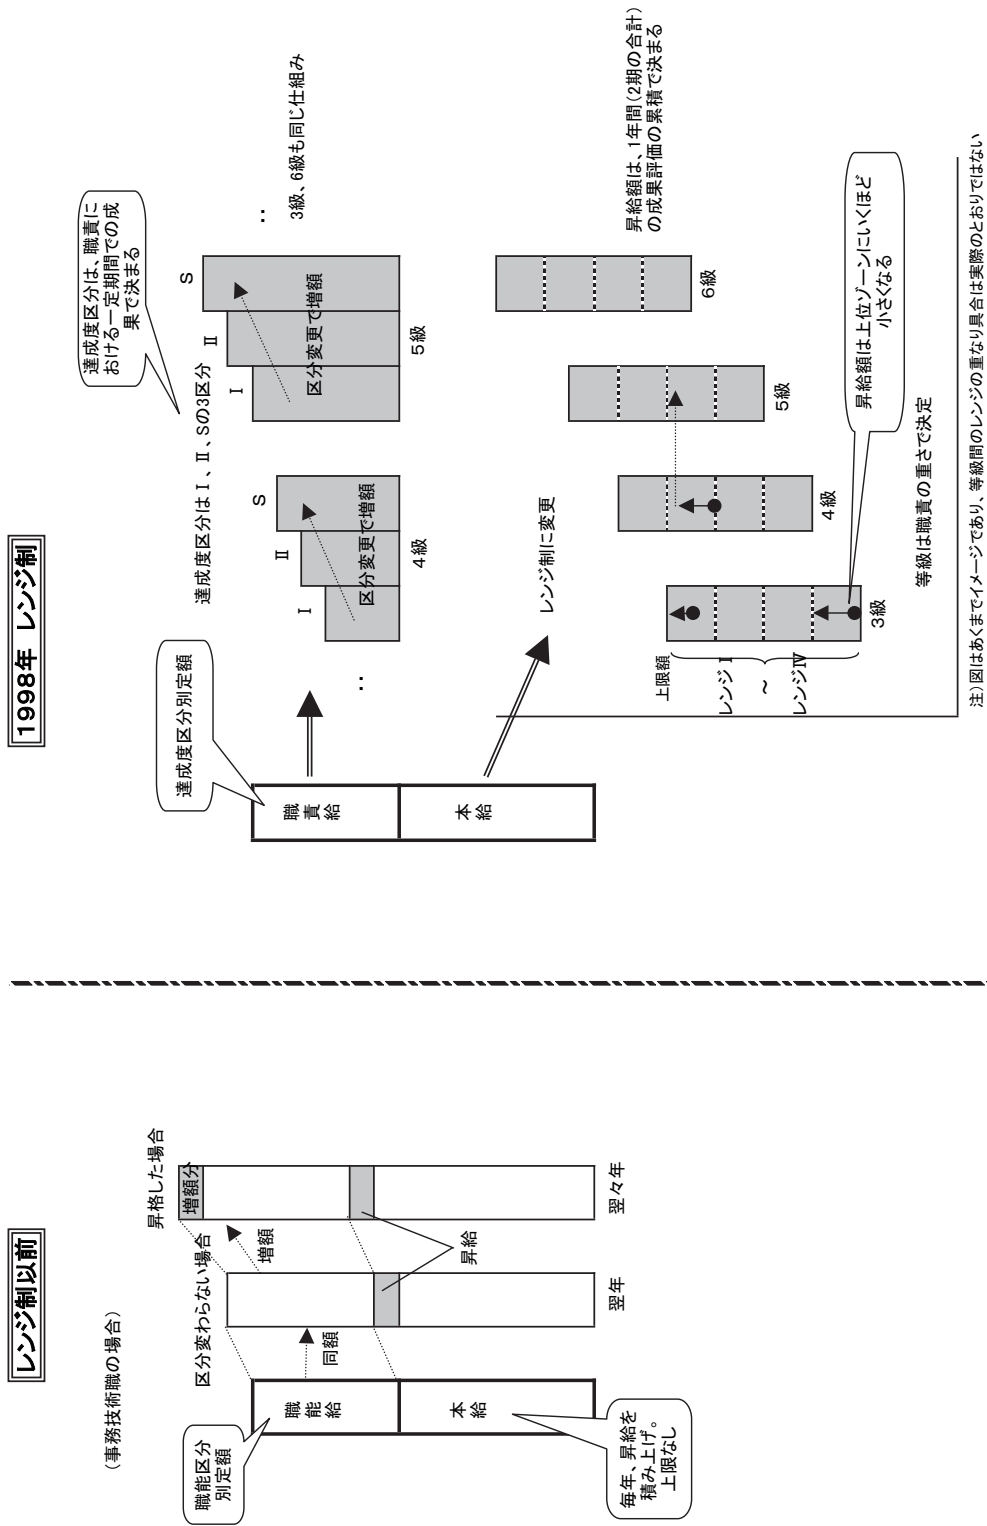 レンジ制以前
(事務技術職の場合)
職能区分
別定額
職能給
本給
毎年、昇給を
積み上げ。
上限なし
区分変わらない場合
同額
翌年
昇格した場合
増額分
増額
昇給
翌々年
1998年 レンジ制
達成度区分別定額
職責給
本給
達成度区分はⅠ、Ⅱ、Sの3区分
達成度区分は、職責に
おける一定期間での成
果で決まる
‥
Ⅰ
Ⅱ
S
区分変更で増額
4級
Ⅰ
Ⅱ
S
区分変更で増額
5級
‥
3級、6級も同じ仕組み
レンジ制に変更
上限額
レンジⅠ
～
レンジⅣ
3級
4級
5級
6級
昇給額は、1年間(2期の合計)
の成果評価の累積で決まる
昇給額は上位ゾーンにいくほど
小さくなる
等級は職責の重さで決定
注)図はあくまでイメージであり、等級間のレンジの重なり具合は実際のとおりではない